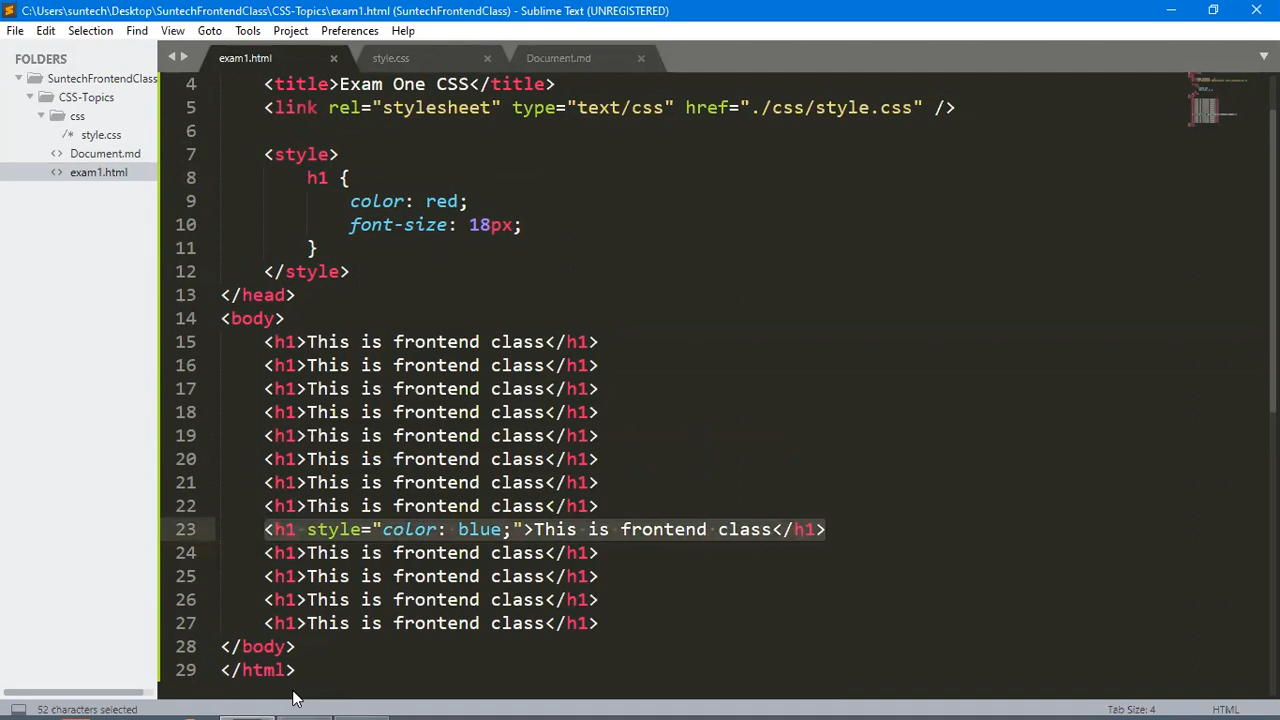 C:\Users\suntech\Desktop\SuntechFrontendClass\CSS-Topics\exam1.html (SuntechFrontendClass) - Sublime Text (UNREGISTERED)
File Edit Selection Find View Goto Tools Project Preferences Help
FOLDERS
SuntechFrontendClass
CSS-Topics
css
/* style.css
<> Document.md
<> exam1.html
exam1.html × style.css × Document.md ×
4 <title>Exam One CSS</title>
5 <link rel="stylesheet" type="text/css" href="./css/style.css" />
6
7 <style>
8 h1 {
9 color: red;
10 font-size: 18px;
11 }
12 </style>
13 </head>
14 <body>
15 <h1>This is frontend class</h1>
16 <h1>This is frontend class</h1>
17 <h1>This is frontend class</h1>
18 <h1>This is frontend class</h1>
19 <h1>This is frontend class</h1>
20 <h1>This is frontend class</h1>
21 <h1>This is frontend class</h1>
22 <h1>This is frontend class</h1>
23 <h1 style="color: blue;">This is frontend class</h1>
24 <h1>This is frontend class</h1>
25 <h1>This is frontend class</h1>
26 <h1>This is frontend class</h1>
27 <h1>This is frontend class</h1>
28 </body>
29 </html>
52 characters selected
Tab Size: 4
HTML